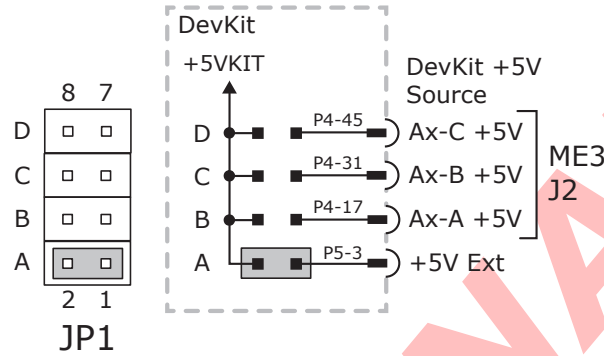 DevKit
+5VKIT
DevKit +5V
Source
8 7
D
C
B
A
2 1
JP1
D P4-45 Ax-C +5V
C P4-31 Ax-B +5V
B P4-17 Ax-A +5V
A P5-3 +5V Ext
ME3
J2